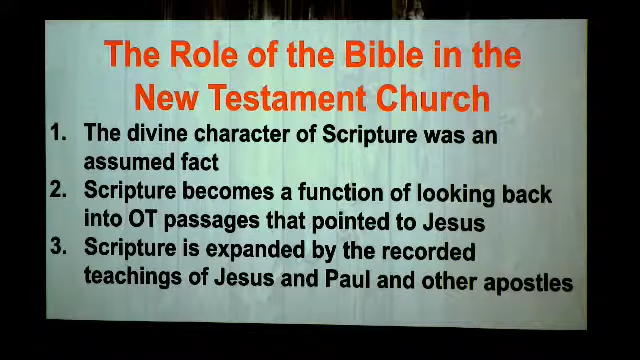 The Role of the Bible in the
New Testament Church
1. The divine character of Scripture was an
assumed fact
2. Scripture becomes a function of looking back
into OT passages that pointed to Jesus
3. Scripture is expanded by the recorded
teachings of Jesus and Paul and other apostles